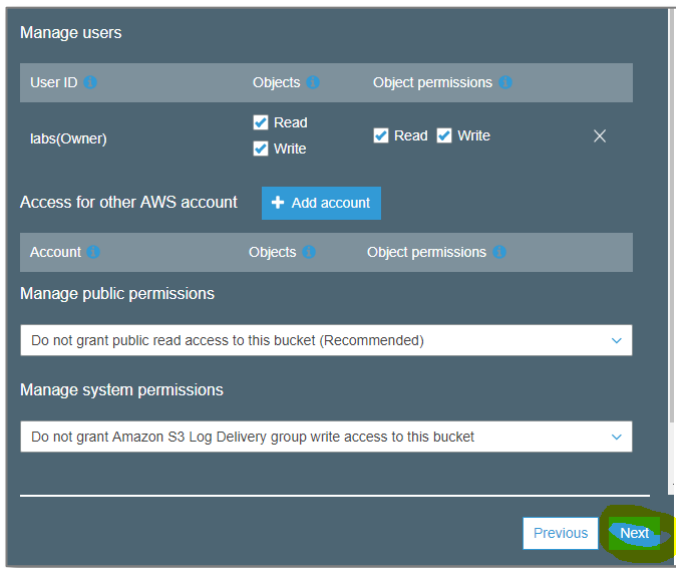 Manage users
User ID Objects Object permissions
labs(Owner) Read Write Read Write
Access for other AWS account + Add account
Account Objects Object permissions
Manage public permissions
Do not grant public read access to this bucket (Recommended)
Manage system permissions
Do not grant Amazon S3 Log Delivery group write access to this bucket
Previous Next